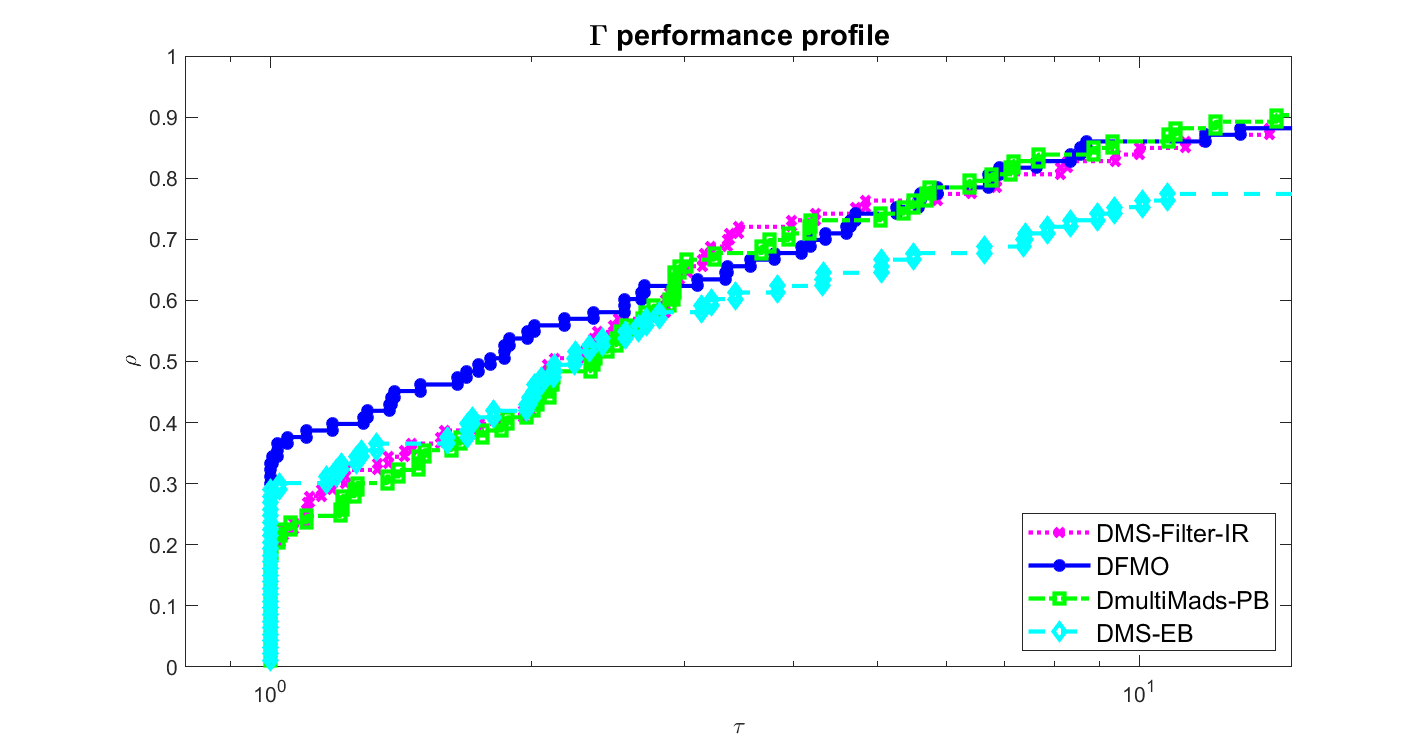 Γ performance profile
1
0.9
0.8
0.7
0.6
0.5
0.4
0.3
0.2
0.1
0
ρ
10⁰
10¹
τ
DMS-Filter-IR
DFMO
DmultiMads-PB
DMS-EB